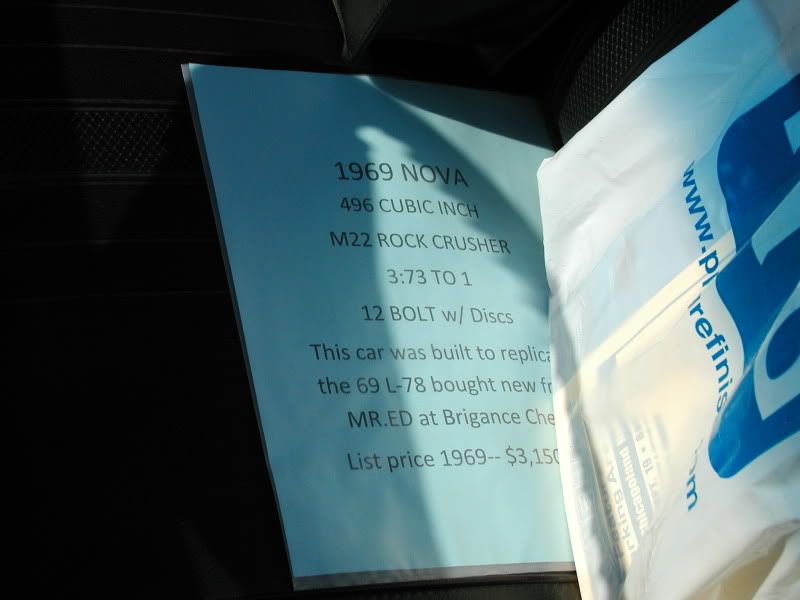 1969 NOVA
496 CUBIC INCH
M22 ROCK CRUSHER
3:73 TO 1
12 BOLT w/ Discs
This car was built to replica
the 69 L-78 bought new fr
MR.ED at Brigance Che
List price 1969-- $3,150
www.p
refinis
om